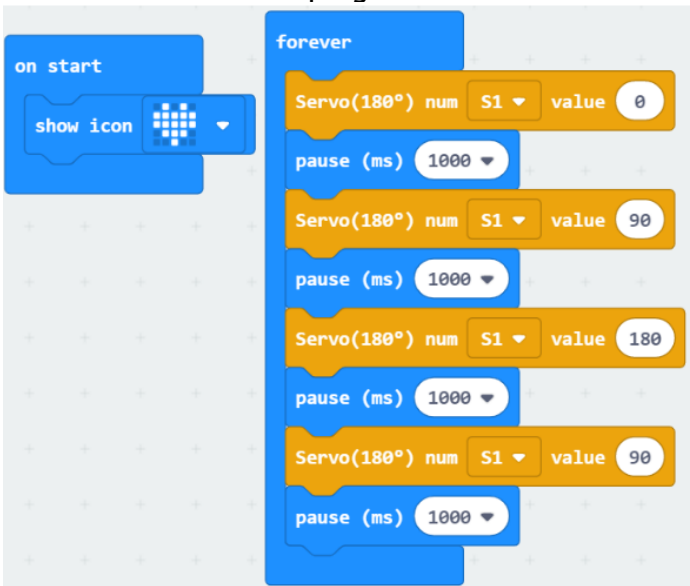 on start
show icon
forever
Servo(180°) num S1 value 0
pause (ms) 1000
Servo(180°) num S1 value 90
pause (ms) 1000
Servo(180°) num S1 value 180
pause (ms) 1000
Servo(180°) num S1 value 90
pause (ms) 1000